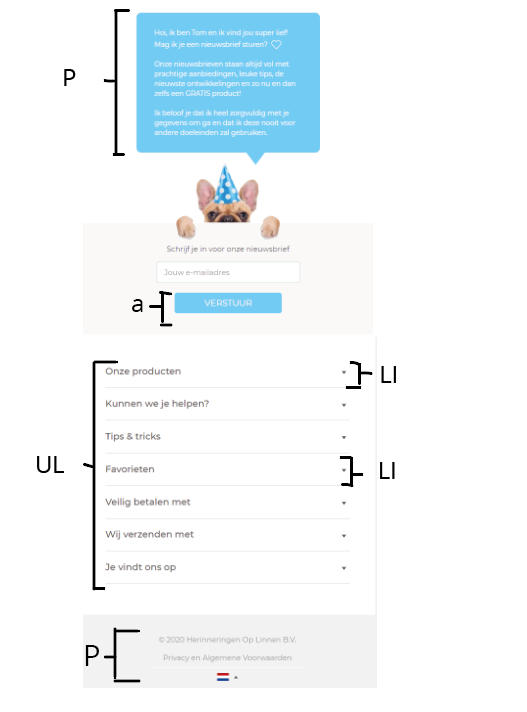 P
Hoi, ik ben Tom en ik vind jou super lief!
Mag ik je een nieuwsbrief sturen?
Onze nieuwsbrieven staan altijd vol met
prachtige aanbiedingen, leuke tips, de
nieuwste ontwikkelingen en zo nu en dan
zelfs een GRATIS product!
Ik beloof je dat ik heel zorgvuldig met je
gegevens om ga en dat ik deze nooit voor
andere doeleinden zal gebruiken.
Schrijf je in voor onze nieuwsbrief
Jouw e-mailadres
a
VERSTUUR
Onze producten
LI
Kunnen we je helpen?
Tips & tricks
UL
Favorieten
LI
Veilig betalen met
Wij verzenden met
Je vindt ons op
P
© 2020 Herinneringen Op Linnen B.V.
Privacy en Algemene Voorwaarden